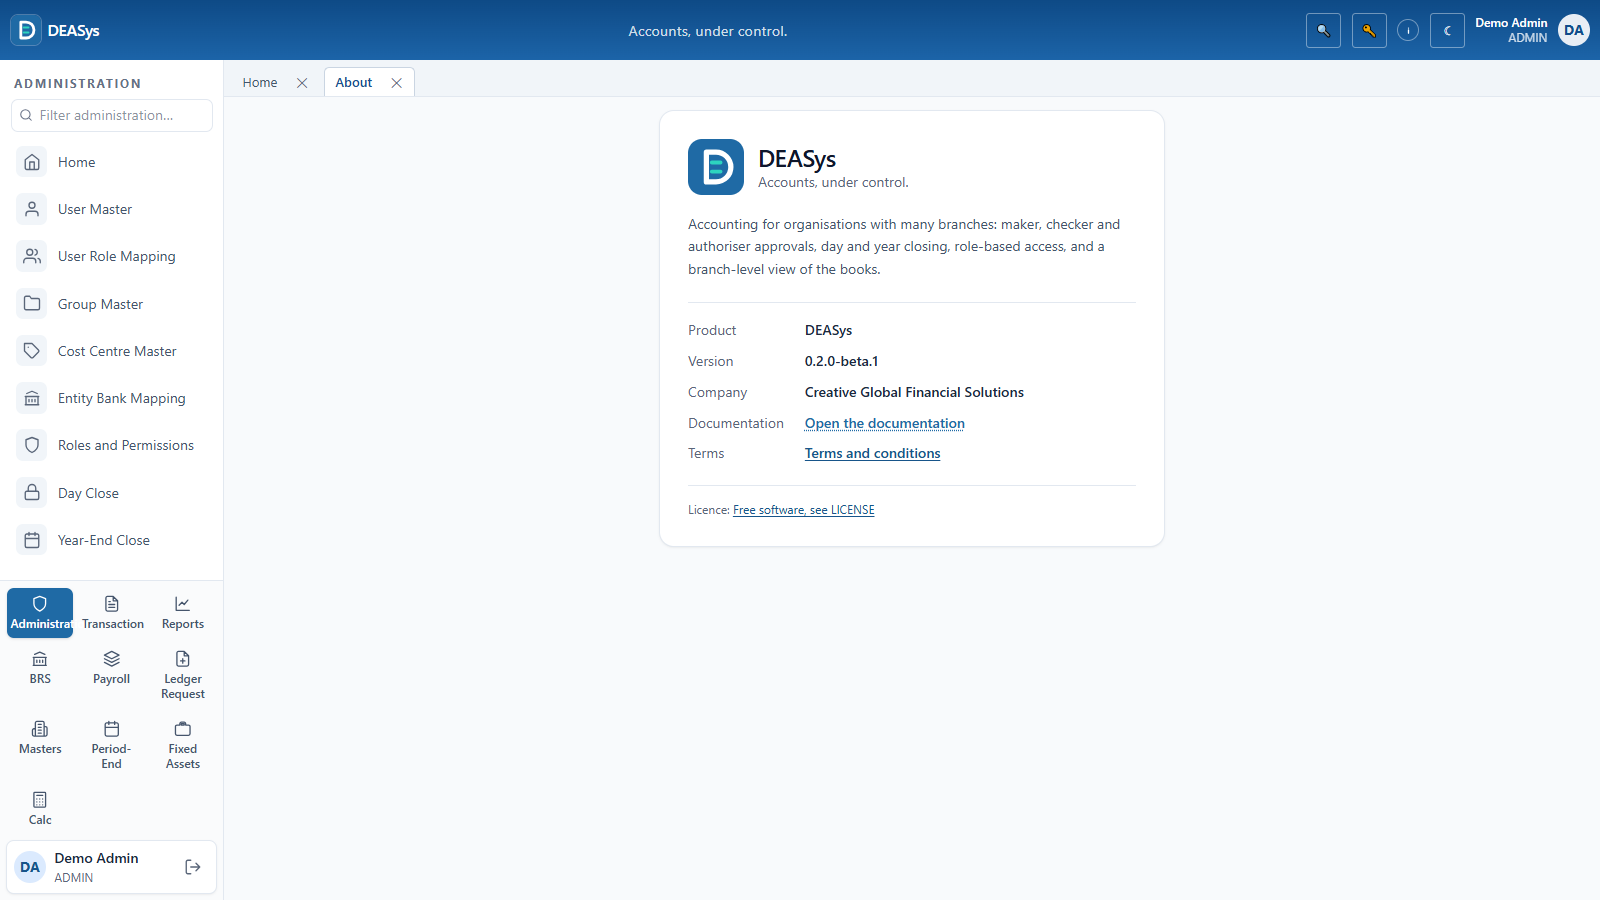 DEASys
Accounts, under control.
Demo Admin
ADMIN
DA
ADMINISTRATION
Filter administration...
Home
User Master
User Role Mapping
Group Master
Cost Centre Master
Entity Bank Mapping
Roles and Permissions
Day Close
Year-End Close
Administrat
Transaction
Reports
BRS
Payroll
Ledger
Request
Masters
Period-
End
Fixed
Assets
Calc
DA
Demo Admin
ADMIN
Home
About
DEASys
Accounts, under control.
Accounting for organisations with many branches: maker, checker and
authoriser approvals, day and year closing, role-based access, and a
branch-level view of the books.
Product DEASys
Version 0.2.0-beta.1
Company Creative Global Financial Solutions
Documentation Open the documentation
Terms Terms and conditions
Licence: Free software, see LICENSE